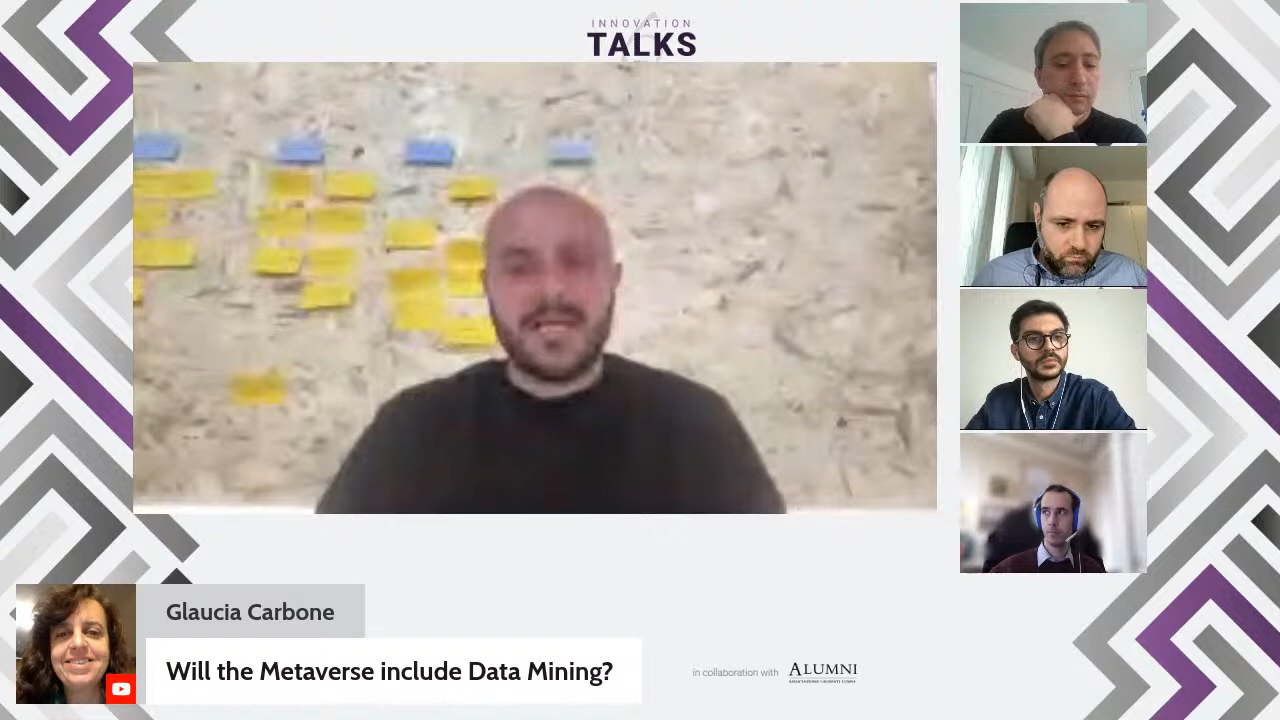 INNOVATION
TALKS
Glaucia Carbone
Will the Metaverse include Data Mining?
in collaboration with
ALUMNI